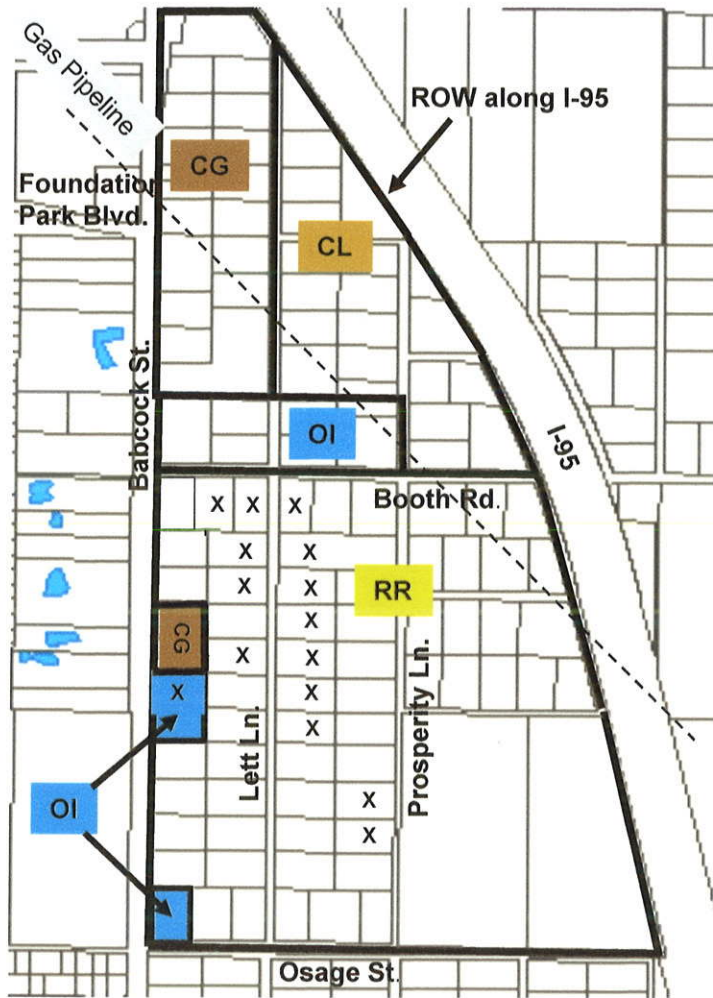 Gas Pipeline
ROW along I-95
CG
Foundation
Park Blvd.
CL
Babcock St.
OI
I-95
Booth Rd.
X X X
X X
X X
RR
X
CG
X X
X
X
X
Lett Ln.
Prosperity Ln.
OI
X
X
Osage St.